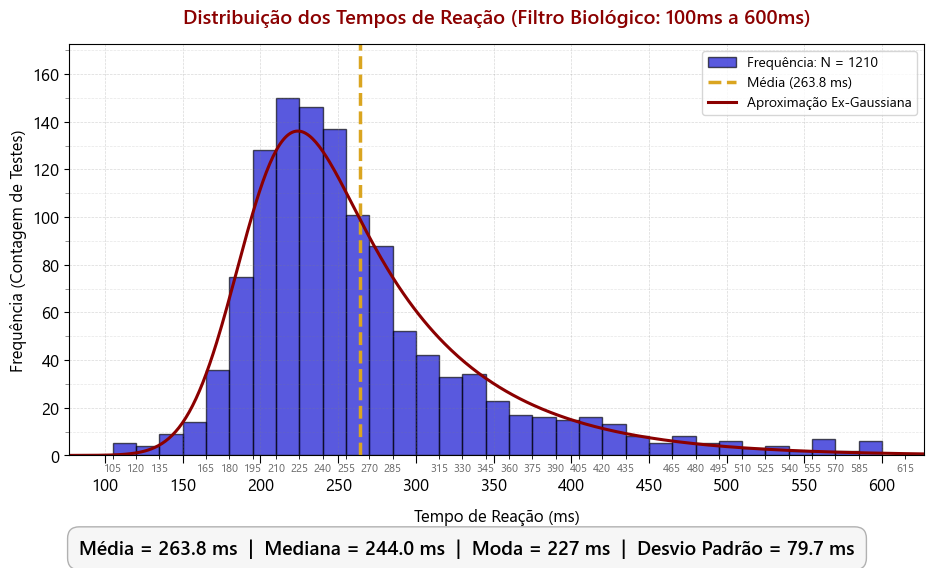 Distribuição dos Tempos de Reação (Filtro Biológico: 100ms a 600ms)
Frequência: N = 1210
Média (263.8 ms)
Aproximação Ex-Gaussiana
Frequência (Contagem de Testes)
160
140
120
100
80
60
40
20
0
105 120 135 165 180 195 210 225 240 255 270 285 315 330 345 360 375 390 405 420 435 465 480 495 510 525 540 555 570 585 615
100 150 200 250 300 350 400 450 500 550 600
Tempo de Reação (ms)
Média = 263.8 ms | Mediana = 244.0 ms | Moda = 227 ms | Desvio Padrão = 79.7 ms